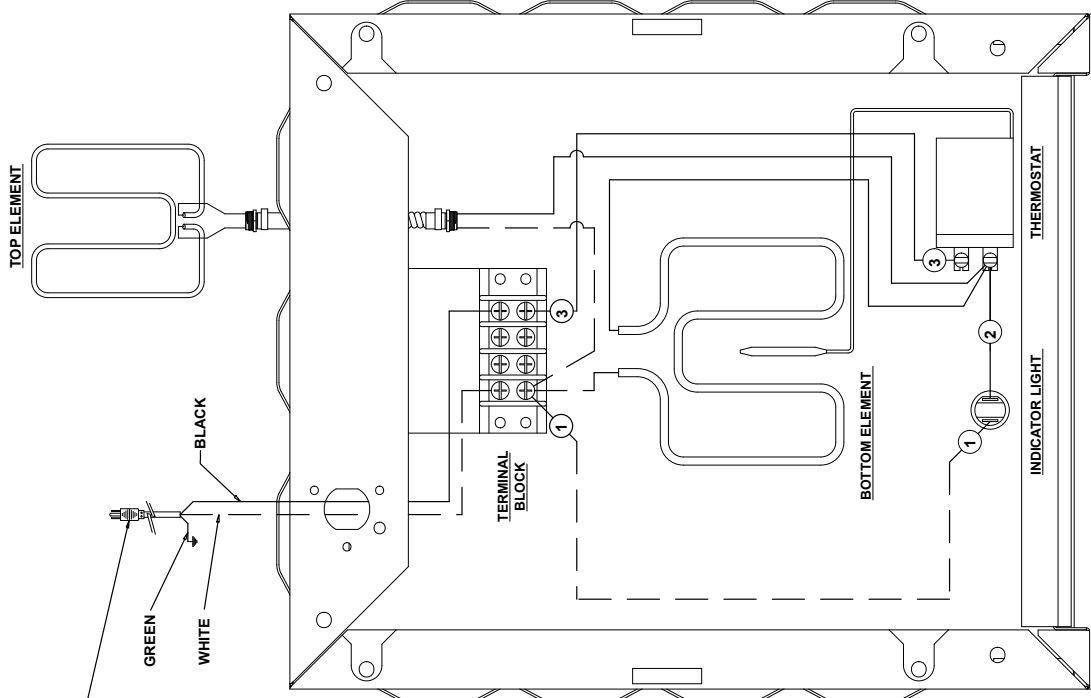 TOP ELEMENT
BLACK
GREEN
WHITE
TERMINAL
BLOCK
3
1
BOTTOM ELEMENT
3
2
1
THERMOSTAT
INDICATOR LIGHT